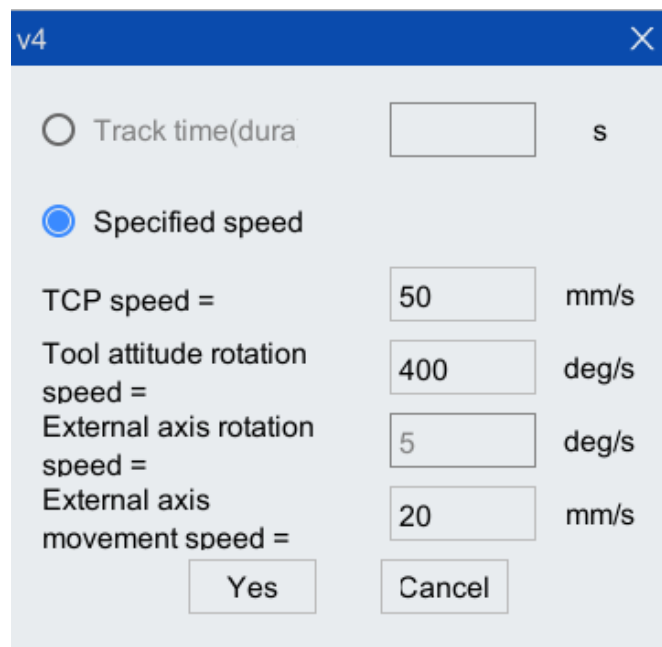 v4
Track time(dura
s
Specified speed
TCP speed =
50
mm/s
Tool attitude rotation
speed =
400
deg/s
External axis rotation
speed =
5
deg/s
External axis
movement speed =
20
mm/s
Yes
Cancel